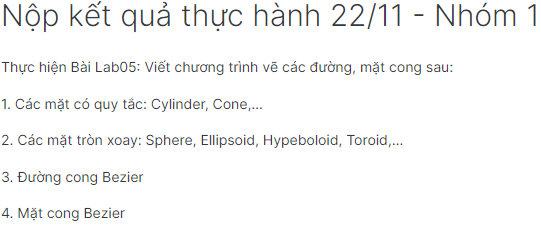 Nộp kết quả thực hành 22/11 - Nhóm 1
Thực hiện Bài Lab05: Viết chương trình vẽ các đường, mặt cong sau:
1. Các mặt có quy tắc: Cylinder, Cone,...
2. Các mặt tròn xoay: Sphere, Ellipsoid, Hypeboloid, Toroid,...
3. Đường cong Bezier
4. Mặt cong Bezier